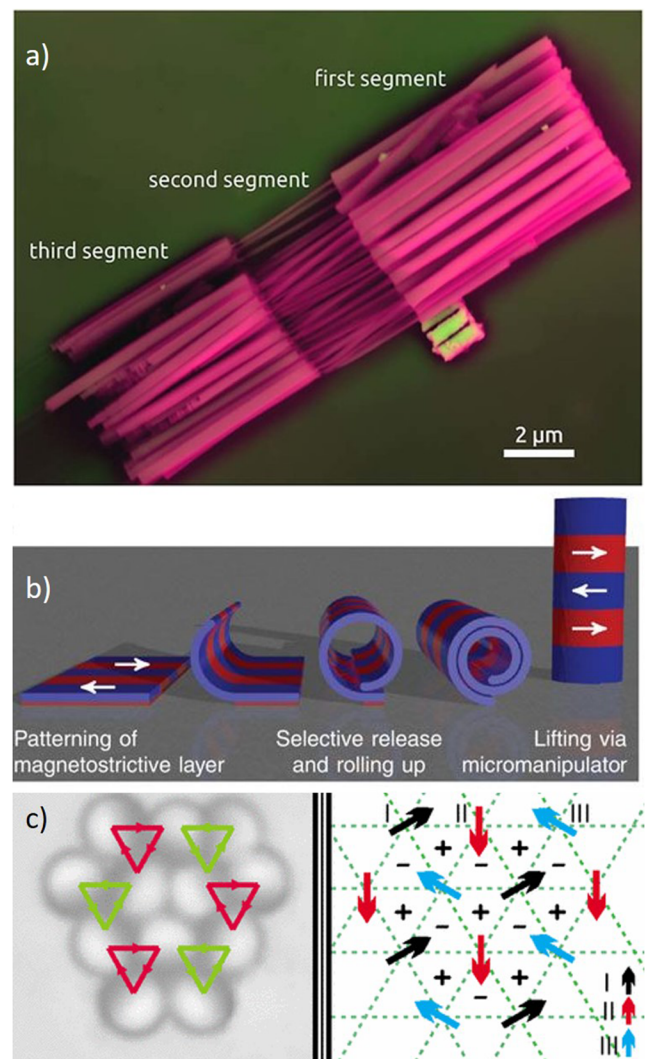 a)
first segment
second segment
third segment
2 µm
b)
Patterning of
magnetostrictive layer
Selective release
and rolling up
Lifting via
micromanipulator
c)
I
II
III
+
+
-
-
-
+
+
+
-
-
+
+
-
I
II
III